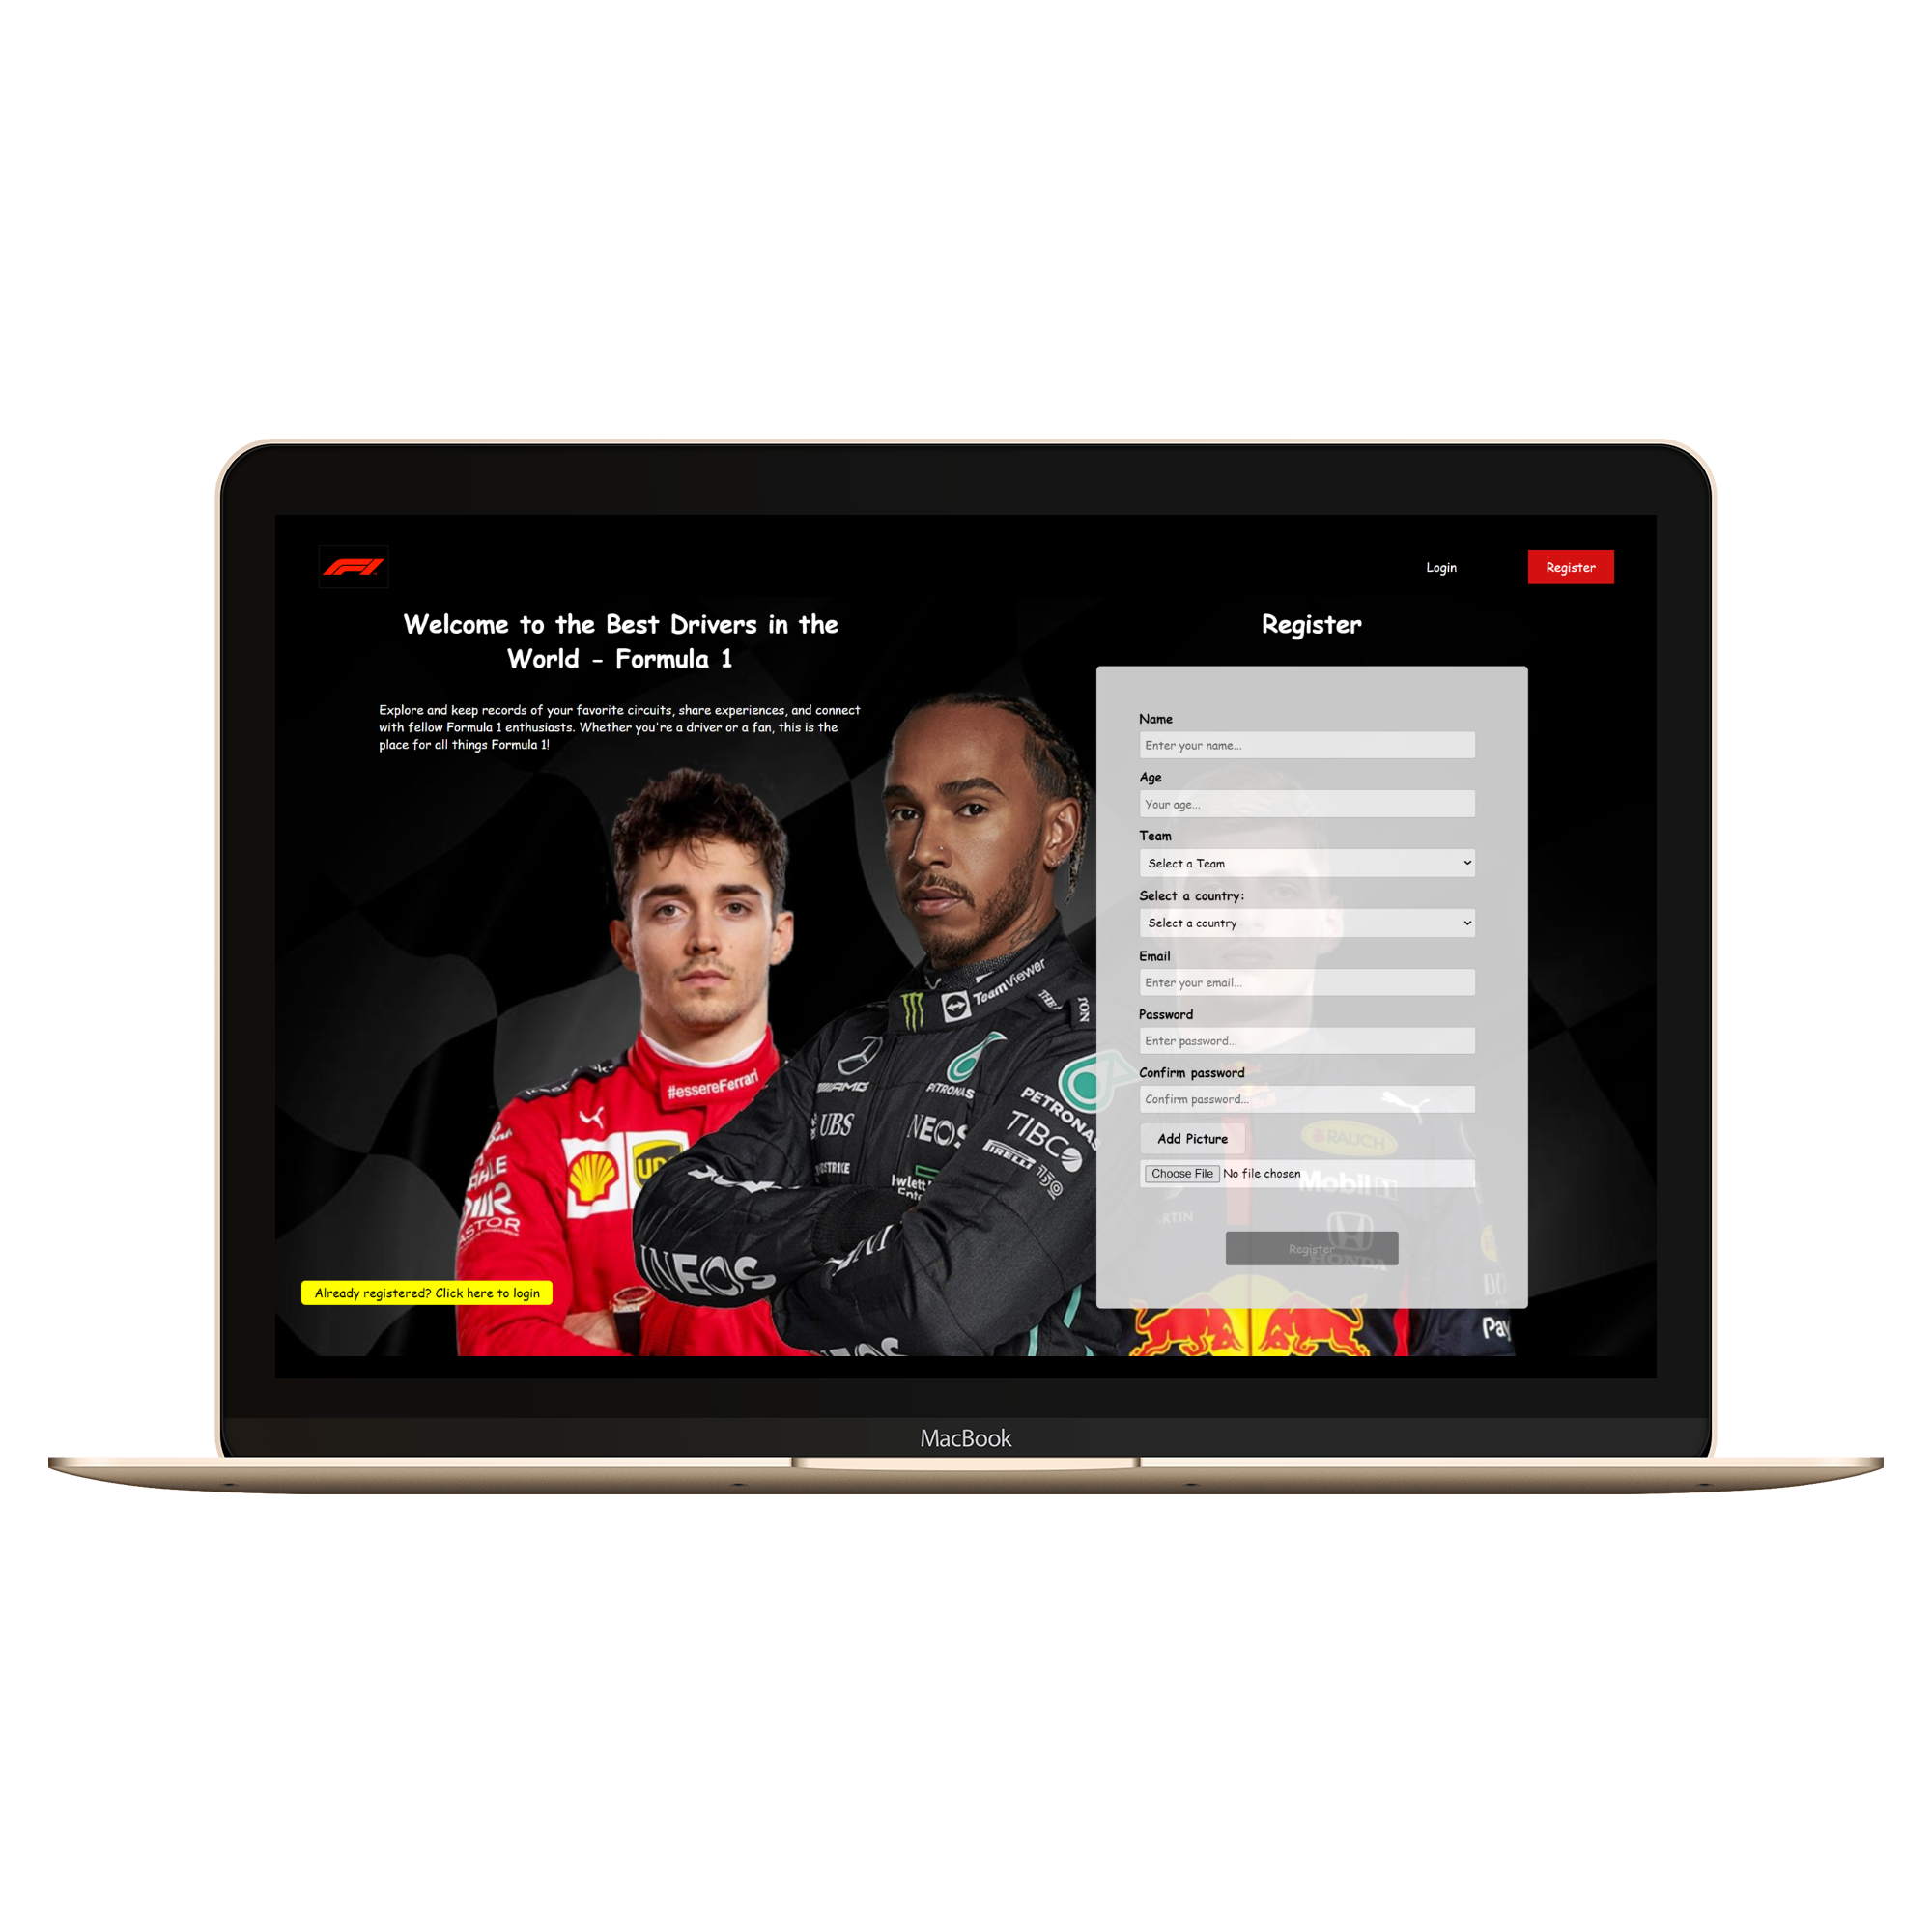 Login
Register
Welcome to the Best Drivers in the
World - Formula 1
Explore and keep records of your favorite circuits, share experiences, and connect
with fellow Formula 1 enthusiasts. Whether you're a driver or a fan, this is the
place for all things Formula 1!
Register
Name
Enter your name...
Age
Your age...
Team
Select a Team
Select a country:
Select a country
Email
Enter your email...
Password
Enter password...
Confirm password
Confirm password...
Add Picture
Choose File No file chosen
Register
Already registered? Click here to login
TeamViewer
#essereFerrari
AMG
PETRONAS
PETRONAS
UBS
TIBCO
PIRELLI
INEOS
RAUCH
Mobil 1
HONDA
MacBook